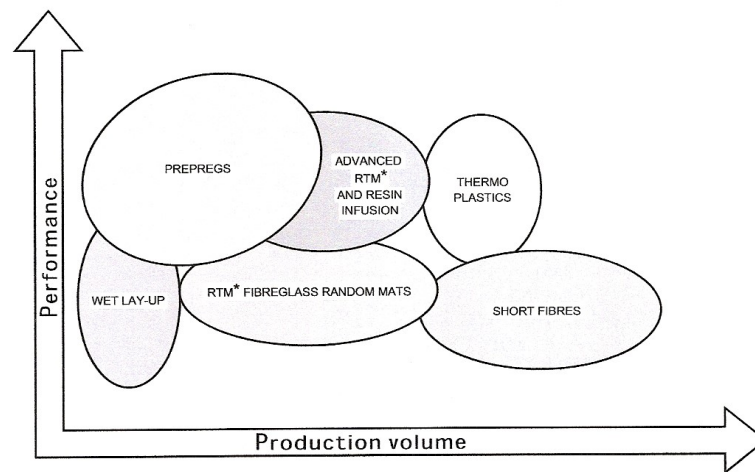 Performance
PREPREGS
ADVANCED
RTM*
AND RESIN
INFUSION
THERMO
PLASTICS
WET LAY-UP
RTM* FIBREGLASS RANDOM MATS
SHORT FIBRES
Production volume